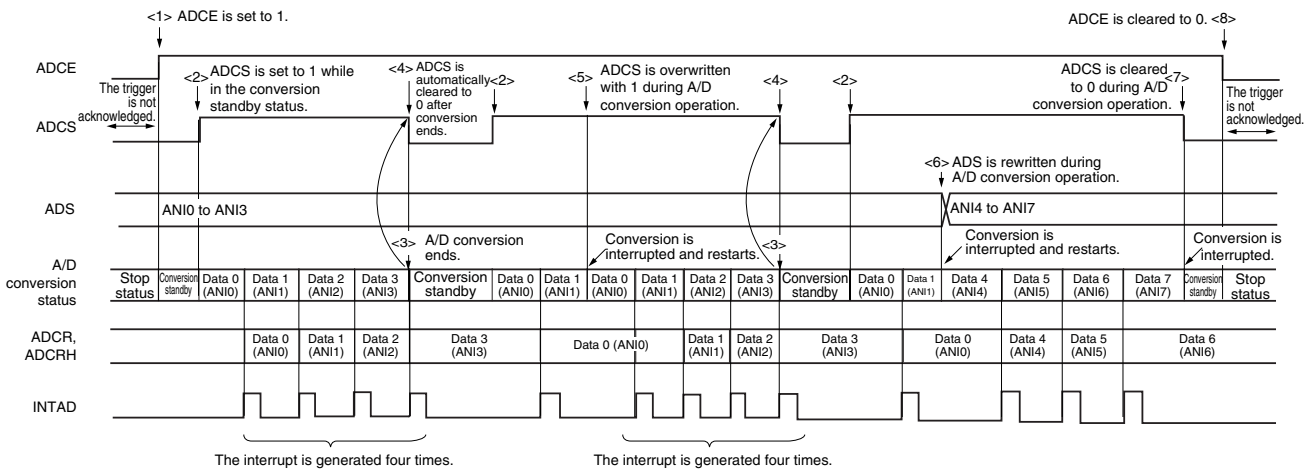 <1> ADCE is set to 1.
ADCE is cleared to 0. <8>
ADCE
The trigger
is not
acknowledged.
<2> ADCS is set to 1 while
in the conversion
standby status.
<4> ADCS is
automatically
cleared to
0 after
conversion
ends.
<2>
<5> ADCS is overwritten
with 1 during A/D
conversion operation.
<4>
<2>
ADCS is cleared
to 0 during A/D
conversion operation.
<7>
The trigger
is not
acknowledged.
ADCS
<6> ADS is rewritten during
A/D conversion operation.
ADS
ANI0 to ANI3
ANI4 to ANI7
<3> A/D conversion
ends.
Conversion is
interrupted and restarts.
<3>
Conversion is
interrupted and restarts.
Conversion is
interrupted.
A/D
conversion
status
Stop
status
Conversion
standby
Data 0
(ANI0)
Data 1
(ANI1)
Data 2
(ANI2)
Data 3
(ANI3)
Conversion
standby
Data 0
(ANI0)
Data 1
(ANI1)
Data 0
(ANI0)
Data 1
(ANI1)
Data 2
(ANI2)
Data 3
(ANI3)
Conversion
standby
Data 0
(ANI0)
Data 1
(ANI1)
Data 4
(ANI4)
Data 5
(ANI5)
Data 6
(ANI6)
Data 7
(ANI7)
Conversion
standby
Stop
status
ADCR,
ADCRH
Data 0
(ANI0)
Data 1
(ANI1)
Data 2
(ANI2)
Data 3
(ANI3)
Data 0 (ANI0)
Data 1
(ANI1)
Data 2
(ANI2)
Data 3
(ANI3)
Data 0
(ANI0)
Data 4
(ANI4)
Data 5
(ANI5)
Data 6
(ANI6)
INTAD
The interrupt is generated four times.
The interrupt is generated four times.